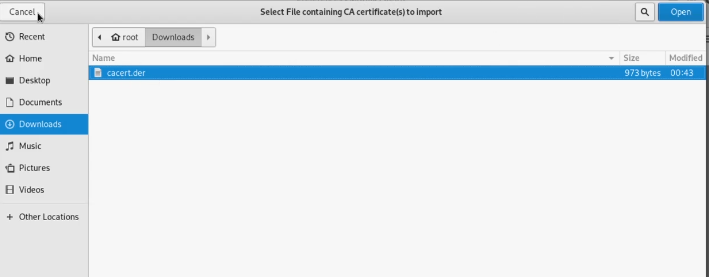 Cancel Select File containing CA certificate(s) to import Open
Recent
Home
Desktop
Documents
Downloads
Music
Pictures
Videos
Other Locations
root Downloads
Name Size Modified
cacert.der 973 bytes 00:43